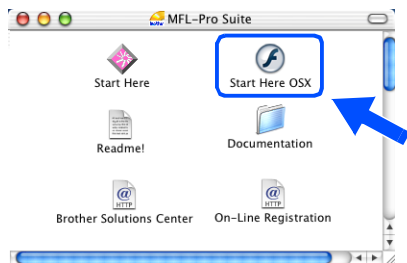 MFL-Pro Suite
Start Here
Start Here OSX
Readme!
Documentation
@
HTTP
@
HTTP
Brother Solutions Center
On-Line Registration